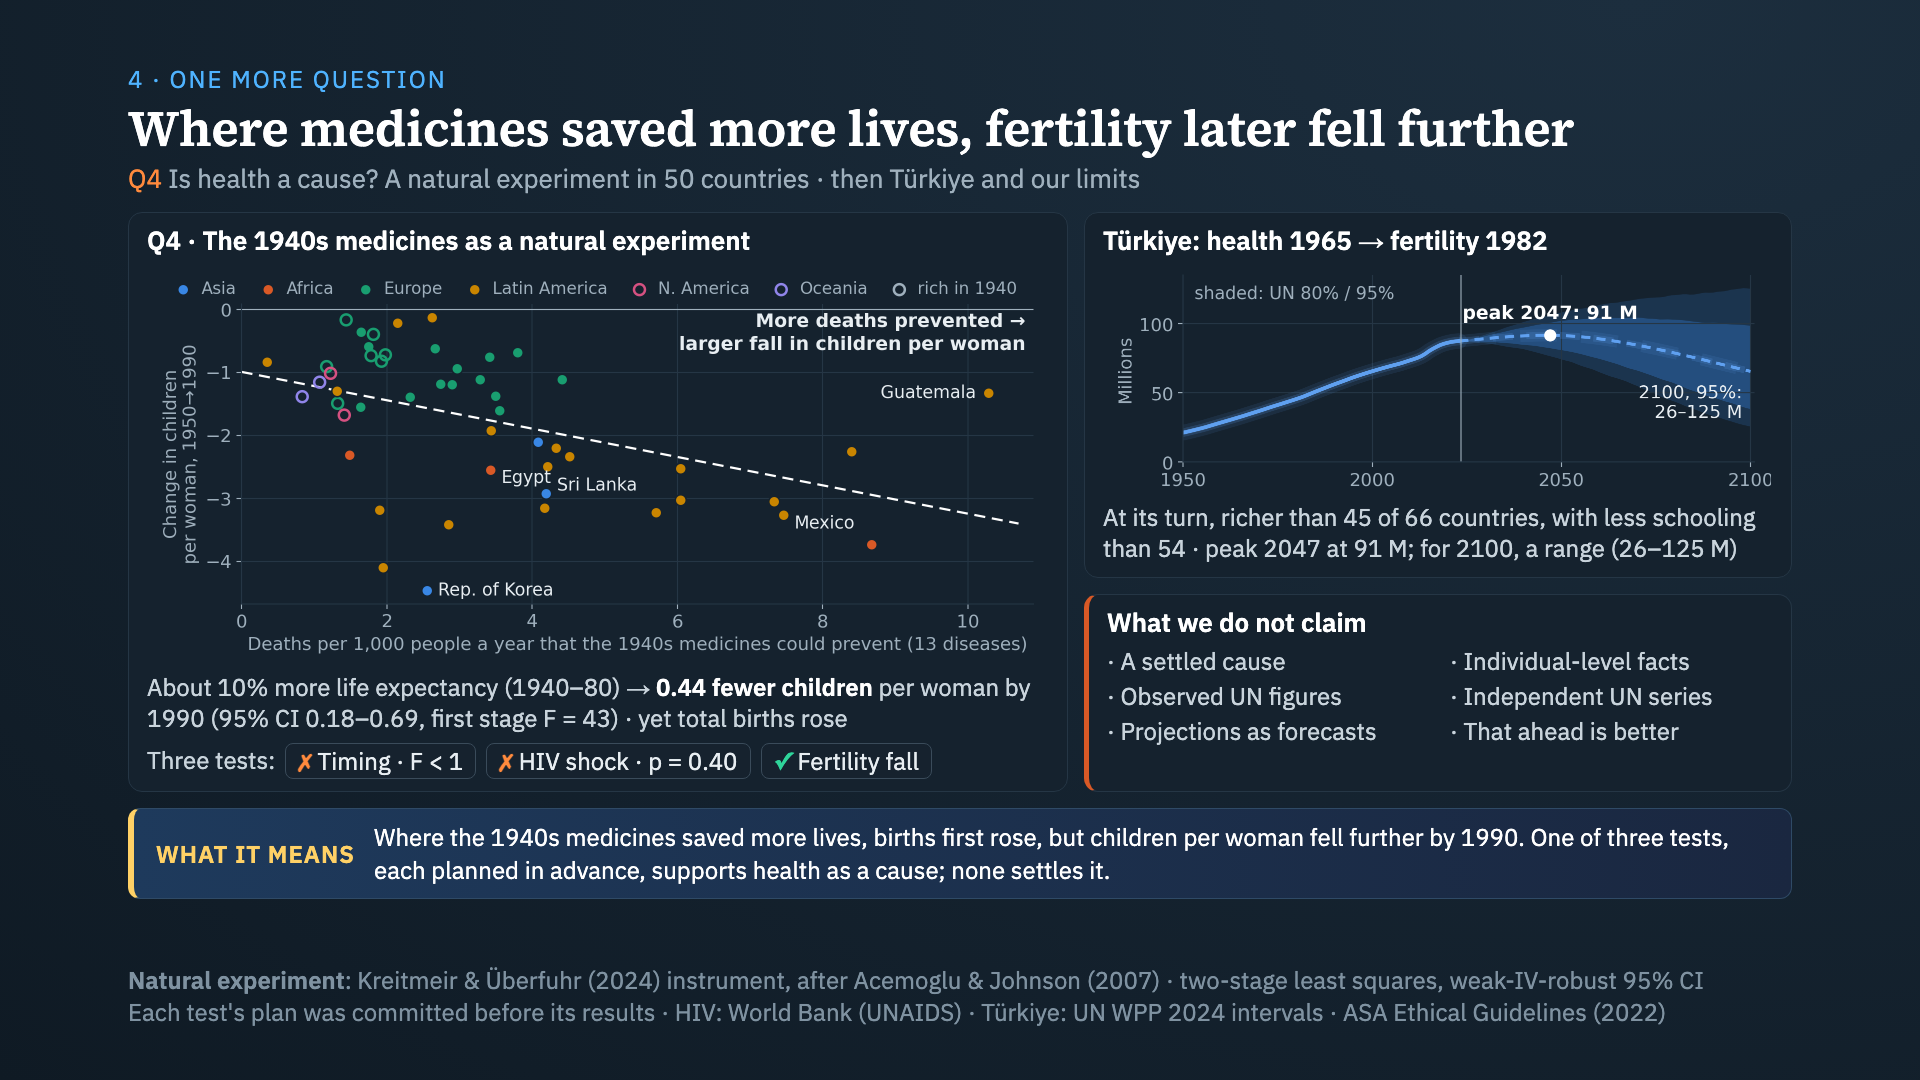 4 · ONE MORE QUESTION
Where medicines saved more lives, fertility later fell further
Q4 Is health a cause? A natural experiment in 50 countries · then Türkiye and our limits
Q4 · The 1940s medicines as a natural experiment
Asia Africa Europe Latin America N. America Oceania rich in 1940
More deaths prevented →
larger fall in children per woman
Guatemala
Egypt
Sri Lanka
Mexico
Rep. of Korea
0
−1
−2
−3
−4
Change in children
per woman, 1950→1990
0 2 4 6 8 10
Deaths per 1,000 people a year that the 1940s medicines could prevent (13 diseases)
About 10% more life expectancy (1940–80) → 0.44 fewer children per woman by
1990 (95% CI 0.18–0.69, first stage F = 43) · yet total births rose
Three tests: ✗ Timing · F < 1 ✗ HIV shock · p = 0.40 ✓ Fertility fall
Türkiye: health 1965 → fertility 1982
shaded: UN 80% / 95%
peak 2047: 91 M
2100, 95%:
26–125 M
Millions
100
50
0
1950 2000 2050 2100
At its turn, richer than 45 of 66 countries, with less schooling
than 54 · peak 2047 at 91 M; for 2100, a range (26–125 M)
What we do not claim
· A settled cause
· Observed UN figures
· Projections as forecasts
· Individual-level facts
· Independent UN series
· That ahead is better
WHAT IT MEANS
Where the 1940s medicines saved more lives, births first rose, but children per woman fell further by 1990. One of three tests,
each planned in advance, supports health as a cause; none settles it.
Natural experiment: Kreitmeir & Überfuhr (2024) instrument, after Acemoglu & Johnson (2007) · two-stage least squares, weak-IV-robust 95% CI
Each test's plan was committed before its results · HIV: World Bank (UNAIDS) · Türkiye: UN WPP 2024 intervals · ASA Ethical Guidelines (2022)